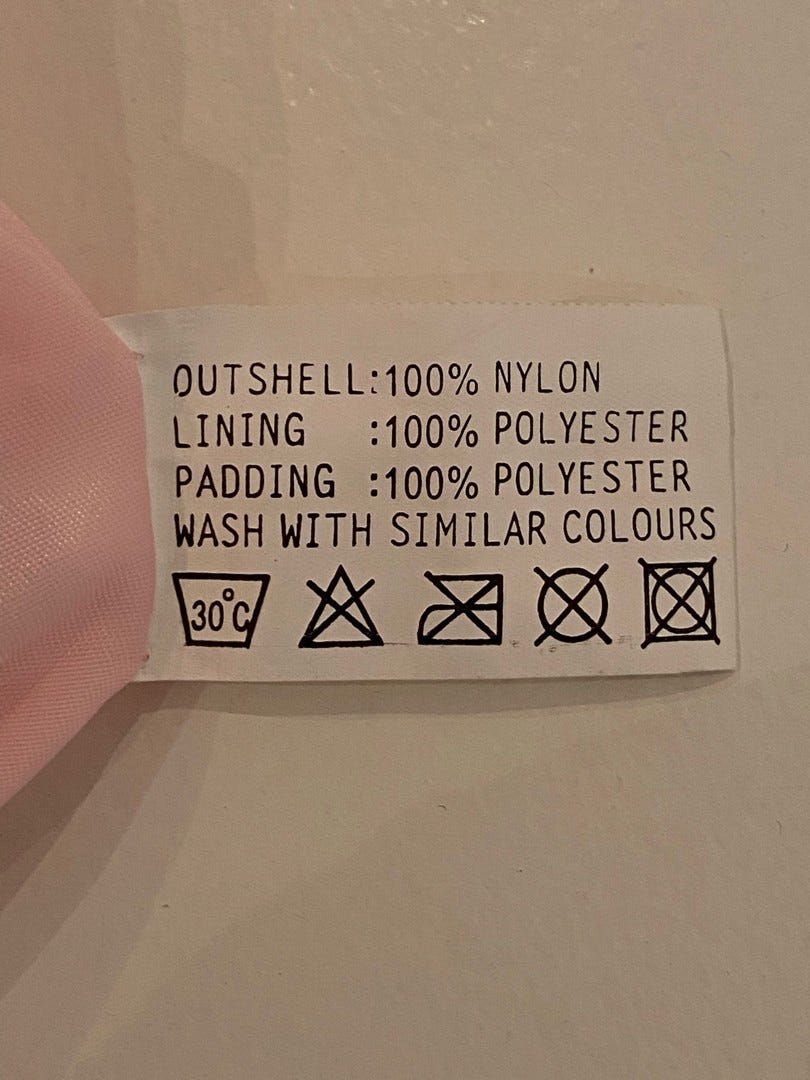 OUTSHELL:100% NYLON
LINING :100% POLYESTER
PADDING :100% POLYESTER
WASH WITH SIMILAR COLOURS
30°C